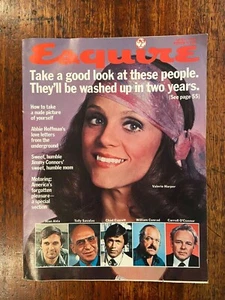 Esquire
Take a good look at these people.
They'll be washed up in two years.
(See page 55)
How to take
a nude picture
of yourself
Abbie Hoffman's
love letters
from the
underground
Sweet, humble
Jimmy Connors'
sweet, humble mom
Motoring:
America's
forgotten
pleasure—
a special
section
Valerie Harper
Alan Alda
Telly Savalas
Chad Everett
William Conrad
Carroll O'Connor